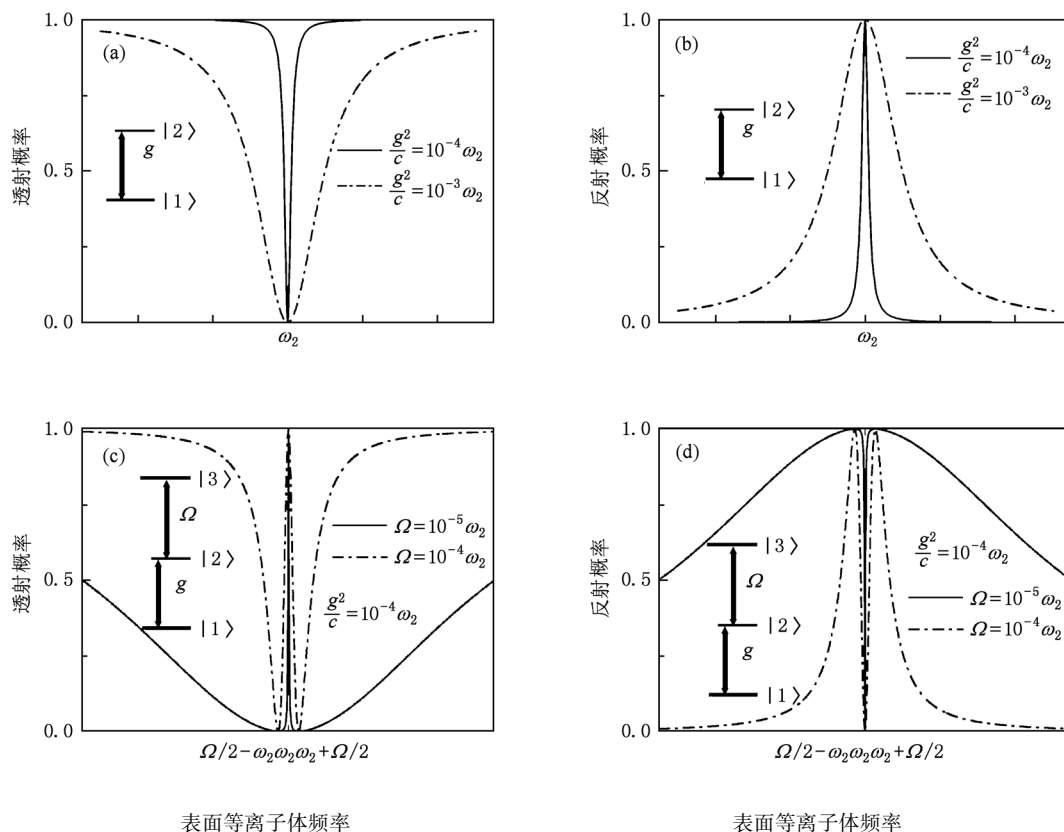 透射概率
1.0
0.5
0.0
(a)
|2⟩
g
|1⟩
g²/c=10⁻⁴ω₂
g²/c=10⁻³ω₂
ω₂
反射概率
1.0
0.5
0.0
(b)
|2⟩
g
|1⟩
g²/c=10⁻⁴ω₂
g²/c=10⁻³ω₂
ω₂
透射概率
1.0
0.5
0.0
(c)
|3⟩
Ω
|2⟩
g
|1⟩
Ω=10⁻⁵ω₂
Ω=10⁻⁴ω₂
g²/c=10⁻⁴ω₂
Ω/2−ω₂ω₂ω₂+Ω/2
表面等离子体频率
反射概率
1.0
0.5
0.0
(d)
|3⟩
Ω
|2⟩
g
|1⟩
g²/c=10⁻⁴ω₂
Ω=10⁻⁵ω₂
Ω=10⁻⁴ω₂
Ω/2−ω₂ω₂ω₂+Ω/2
表面等离子体频率